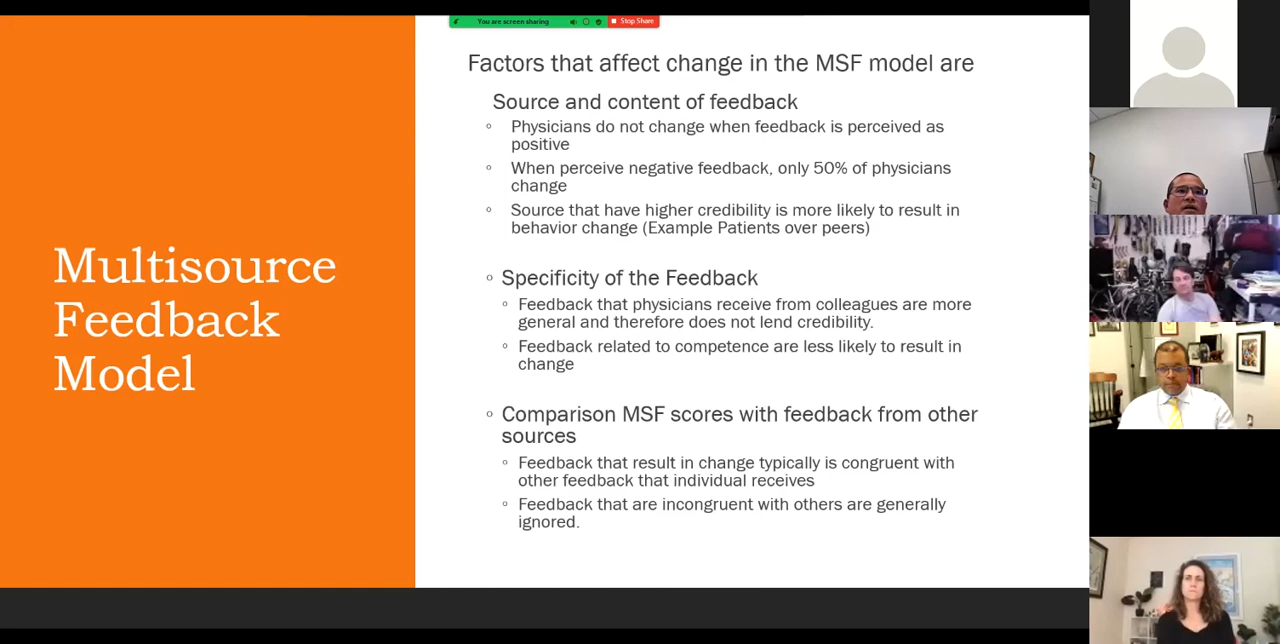 You are screen sharing
Stop Share
Multisource
Feedback
Model
Factors that affect change in the MSF model are
Source and content of feedback
Physicians do not change when feedback is perceived as
positive
When perceive negative feedback, only 50% of physicians
change
Source that have higher credibility is more likely to result in
behavior change (Example Patients over peers)
Specificity of the Feedback
Feedback that physicians receive from colleagues are more
general and therefore does not lend credibility.
Feedback related to competence are less likely to result in
change
Comparison MSF scores with feedback from other
sources
Feedback that result in change typically is congruent with
other feedback that individual receives
Feedback that are incongruent with others are generally
ignored.